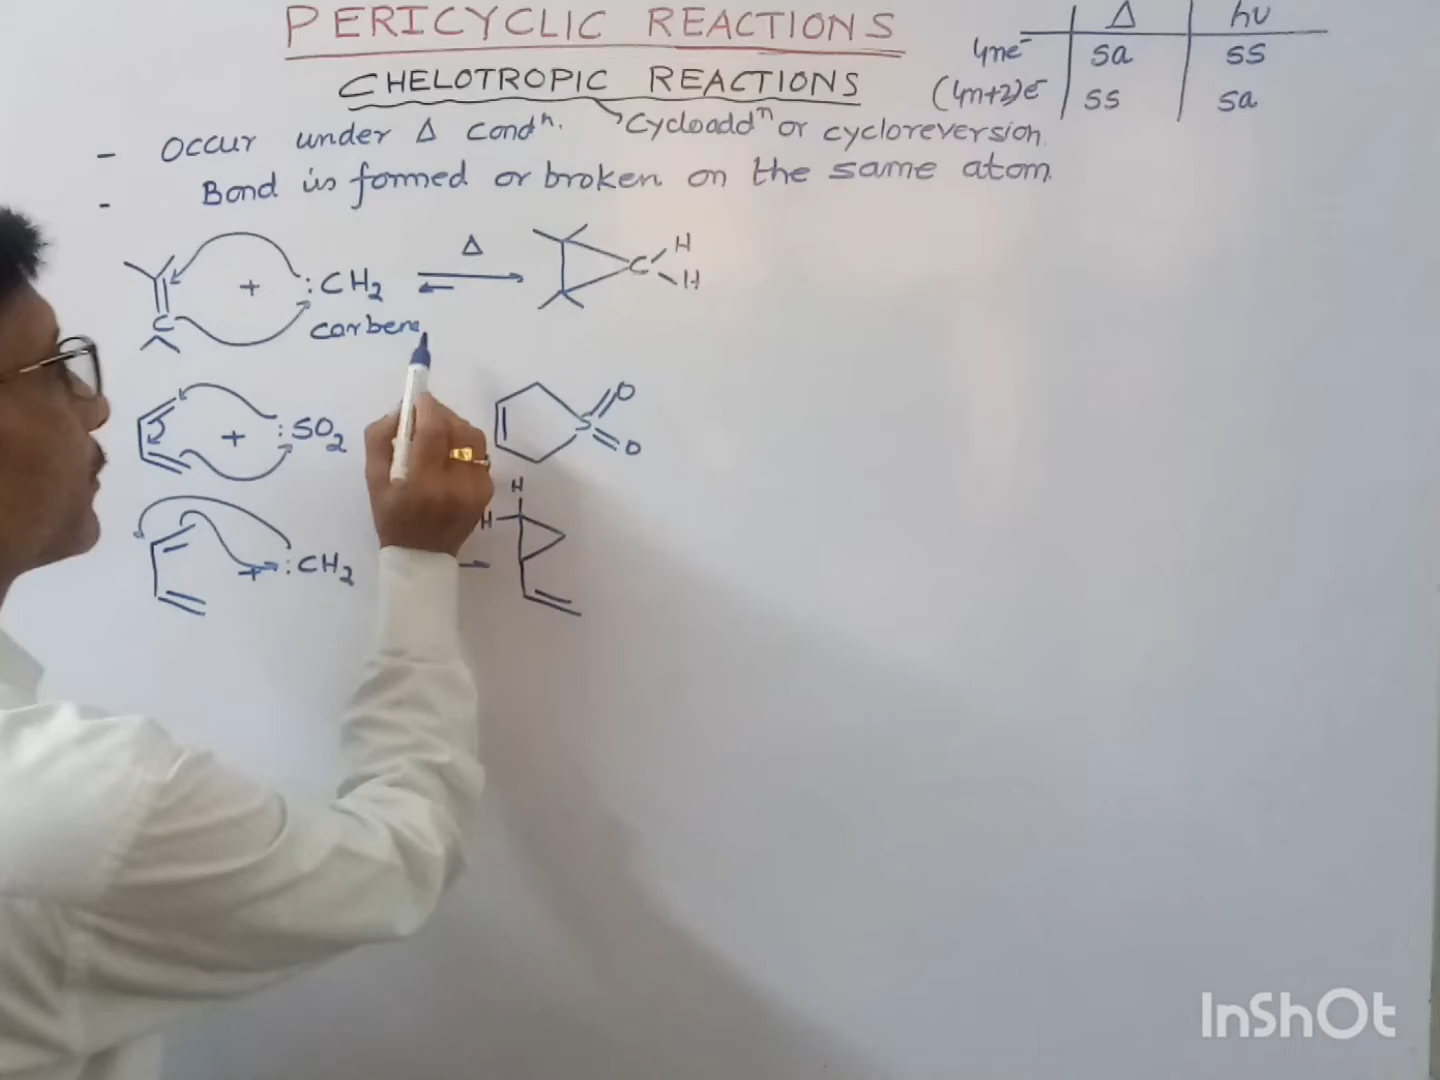 PERICYCLIC REACTIONS
Δ hν
4ne⁻ sa ss
(4n+2)e⁻ ss sa
CHELOTROPIC REACTIONS
Cycloaddⁿ or cycloreversion
- Occur under Δ condⁿ.
- Bond is formed or broken on the same atom.
C + :CH₂ Δ C H H
carbene
+ :SO₂ S O O
+ :CH₂ H H
InShOt